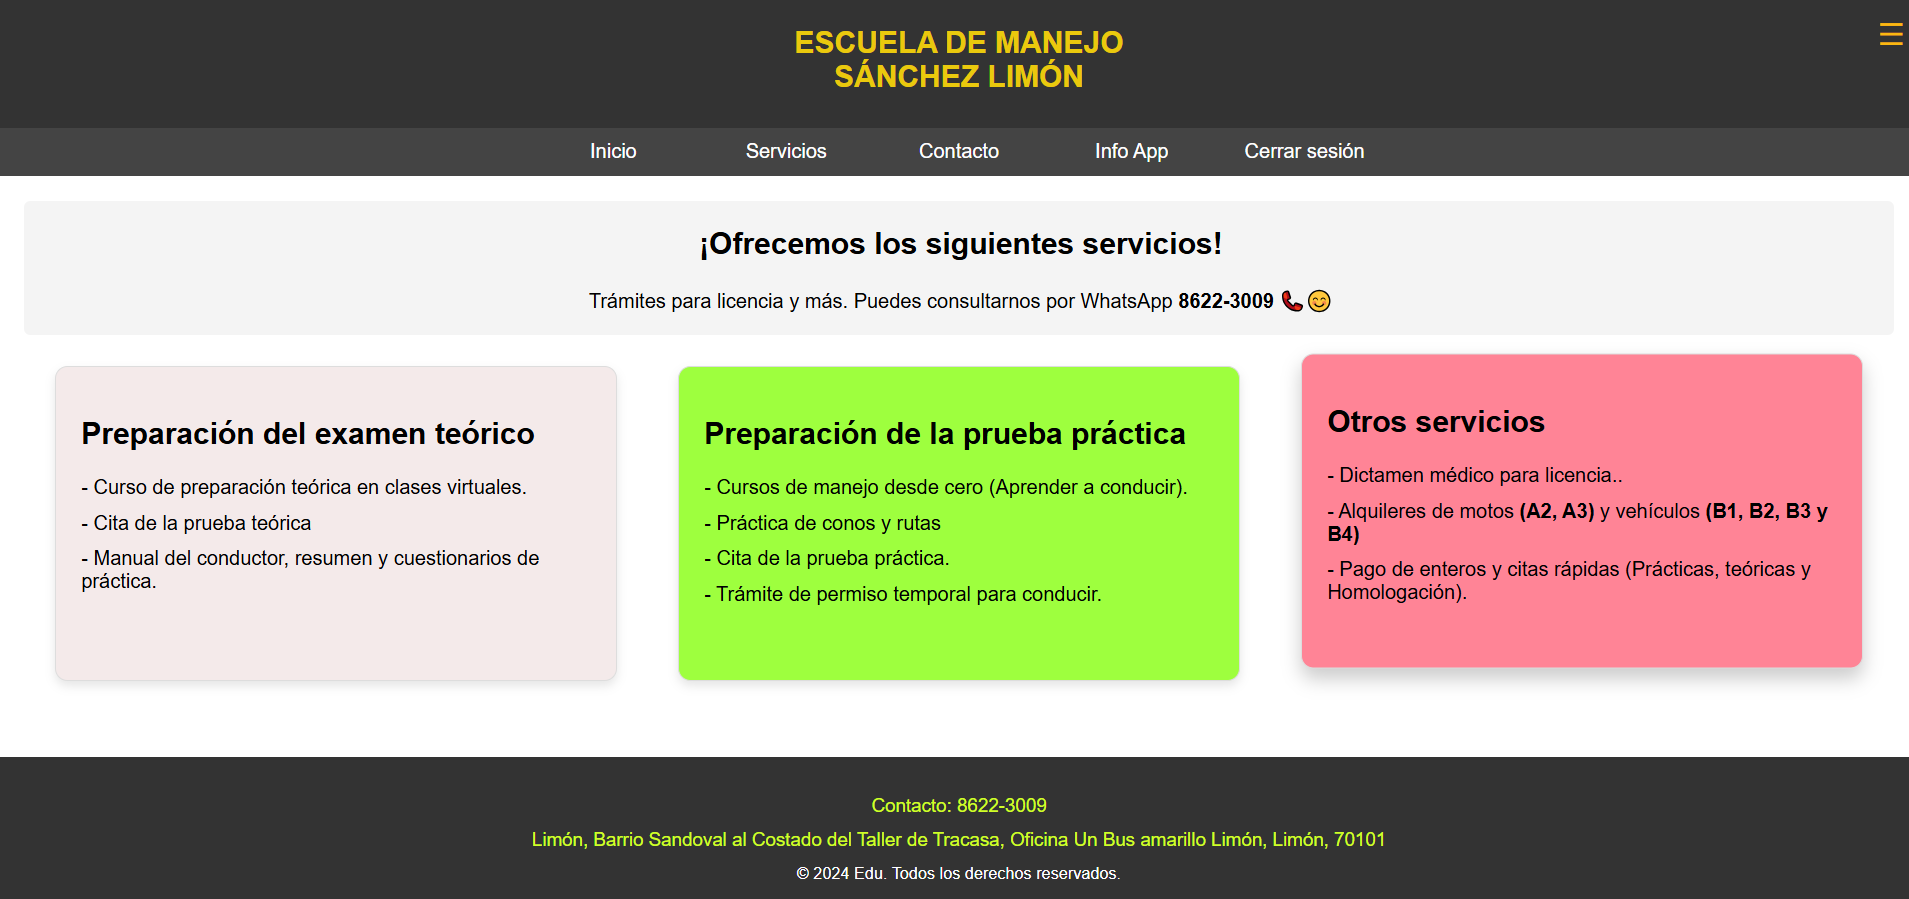 ESCUELA DE MANEJO
SÁNCHEZ LIMÓN
Inicio
Servicios
Contacto
Info App
Cerrar sesión
¡Ofrecemos los siguientes servicios!
Trámites para licencia y más. Puedes consultarnos por WhatsApp 8622-3009 📞😊
Preparación del examen teórico
- Curso de preparación teórica en clases virtuales.
- Cita de la prueba teórica
- Manual del conductor, resumen y cuestionarios de
práctica.
Preparación de la prueba práctica
- Cursos de manejo desde cero (Aprender a conducir).
- Práctica de conos y rutas
- Cita de la prueba práctica.
- Trámite de permiso temporal para conducir.
Otros servicios
- Dictamen médico para licencia..
- Alquileres de motos (A2, A3) y vehículos (B1, B2, B3 y
B4)
- Pago de enteros y citas rápidas (Prácticas, teóricas y
Homologación).
Contacto: 8622-3009
Limón, Barrio Sandoval al Costado del Taller de Tracasa, Oficina Un Bus amarillo Limón, Limón, 70101
© 2024 Edu. Todos los derechos reservados.